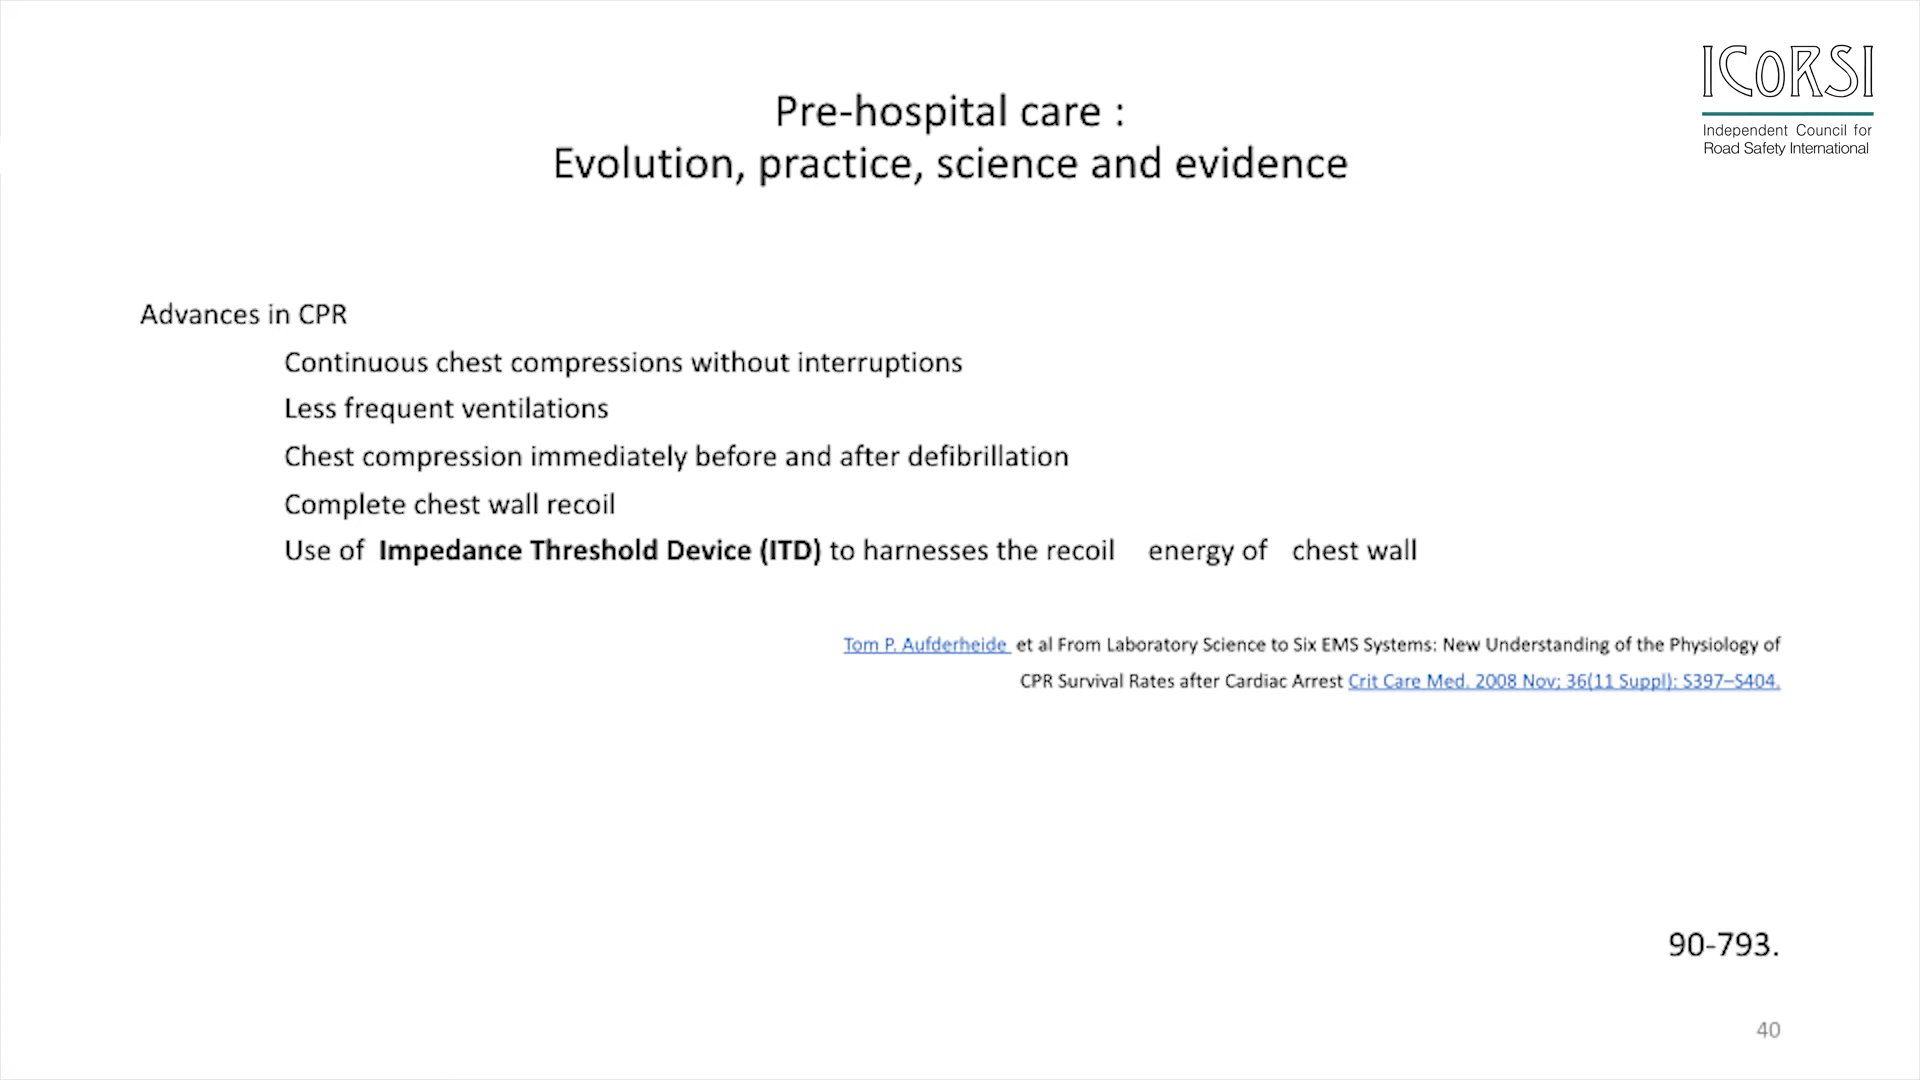 ICoRSI
Independent Council for
Road Safety International
Pre-hospital care :
Evolution, practice, science and evidence
Advances in CPR
Continuous chest compressions without interruptions
Less frequent ventilations
Chest compression immediately before and after defibrillation
Complete chest wall recoil
Use of Impedance Threshold Device (ITD) to harnesses the recoil energy of chest wall
Tom P. Aufderheide et al From Laboratory Science to Six EMS Systems: New Understanding of the Physiology of
CPR Survival Rates after Cardiac Arrest Crit Care Med. 2008 Nov; 36(11 Suppl): S397–S404.
90-793.
40